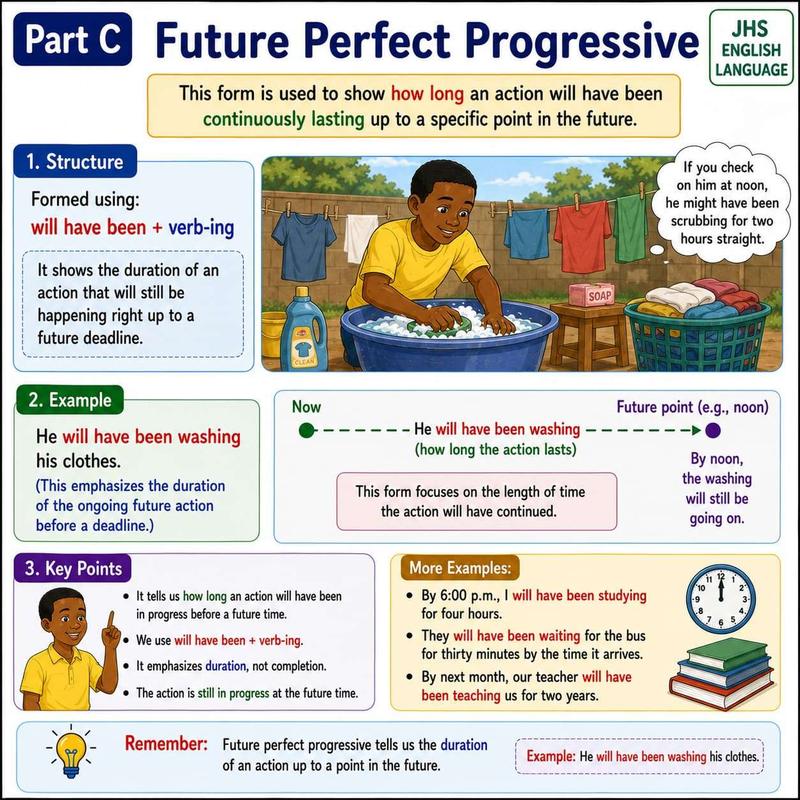 Part C
Future Perfect Progressive
JHS
ENGLISH
LANGUAGE
This form is used to show how long an action will have been
continuously lasting up to a specific point in the future.
1. Structure
Formed using:
will have been + verb-ing
It shows the duration of an
action that will still be
happening right up to a
future deadline.
If you check
on him at noon,
he might have been
scrubbing for two
hours straight.
SOAP
CLEAN
2. Example
He will have been washing
his clothes.
(This emphasizes the duration
of the ongoing future action
before a deadline.)
Now
He will have been washing
(how long the action lasts)
Future point (e.g., noon)
By noon,
the washing
will still be
going on.
This form focuses on the length of time
the action will have continued.
3. Key Points
• It tells us how long an action will have been
in progress before a future time.
• We use will have been + verb-ing.
• It emphasizes duration, not completion.
• The action is still in progress at the future time.
More Examples:
• By 6:00 p.m., I will have been studying
for four hours.
• They will have been waiting for the bus
for thirty minutes by the time it arrives.
• By next month, our teacher will have
been teaching us for two years.
12
1
2
3
4
5
6
7
8
9
10
11
Remember:
Future perfect progressive tells us the duration
of an action up to a point in the future.
Example: He will have been washing his clothes.